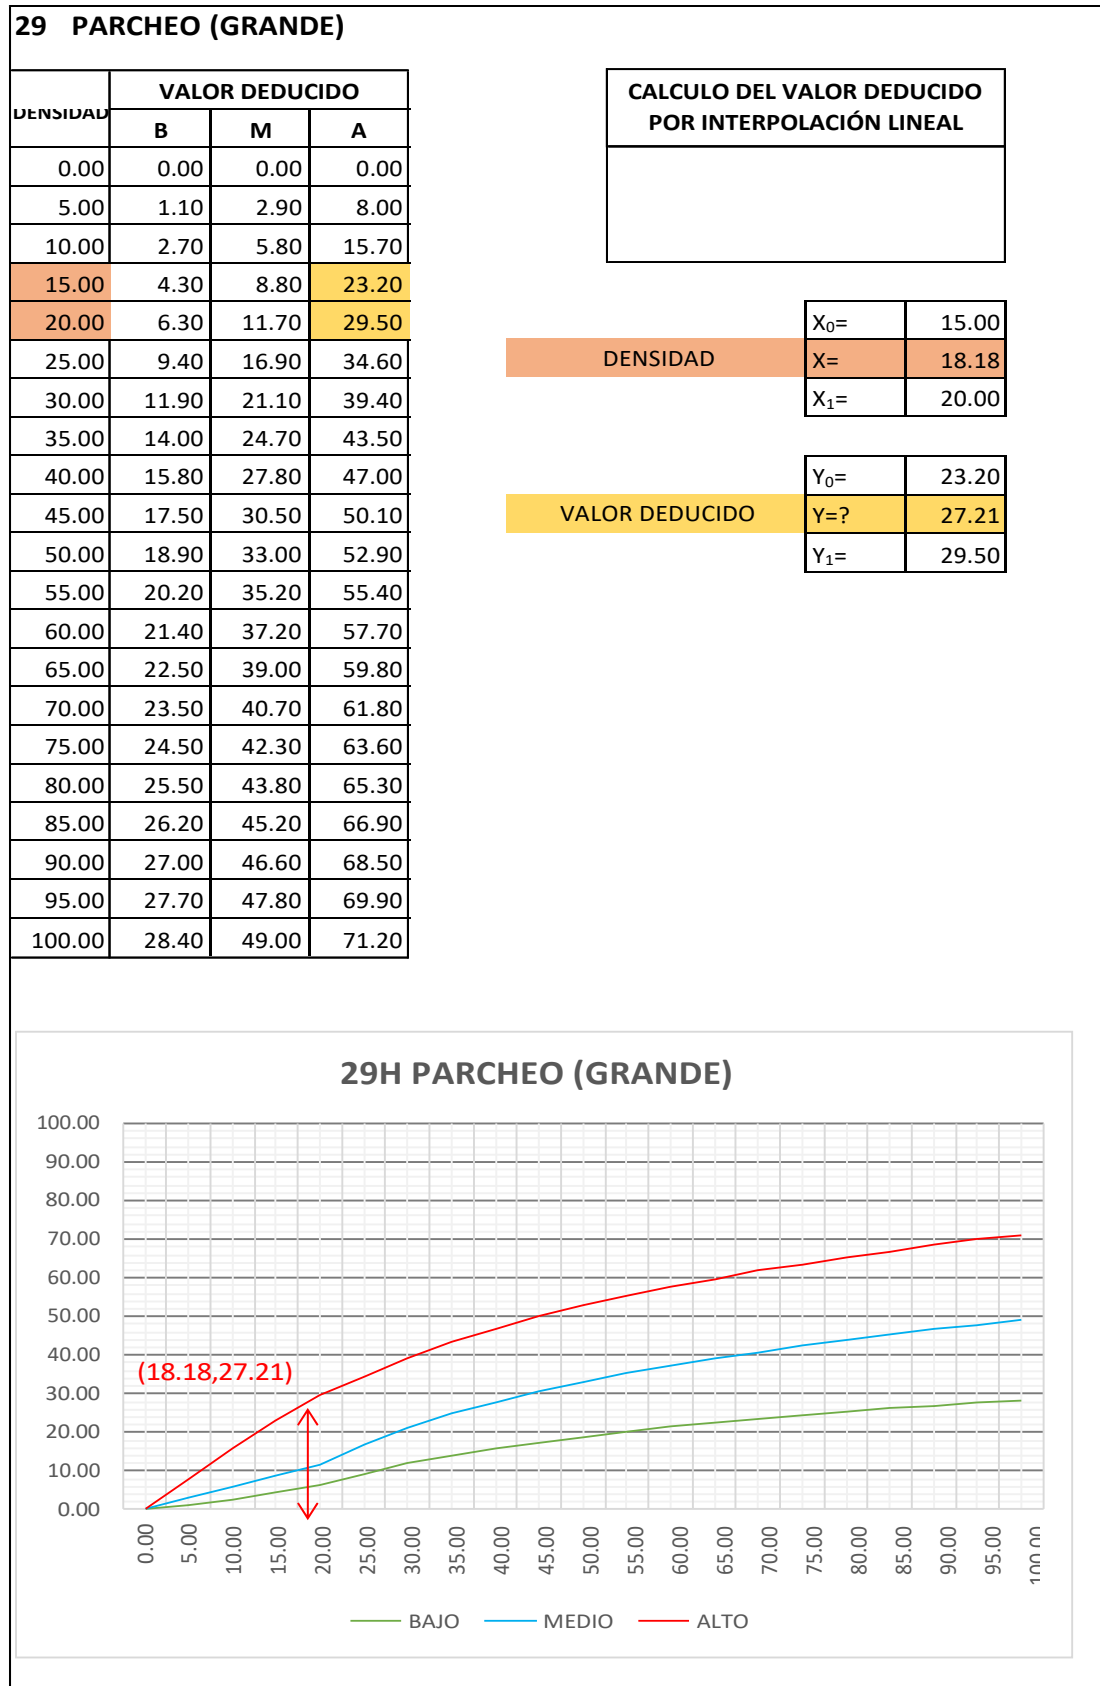 29 PARCHEO (GRANDE)
DENSIDAD VALOR DEDUCIDO
B M A
0.00 0.00 0.00 0.00
5.00 1.10 2.90 8.00
10.00 2.70 5.80 15.70
15.00 4.30 8.80 23.20
20.00 6.30 11.70 29.50
25.00 9.40 16.90 34.60
30.00 11.90 21.10 39.40
35.00 14.00 24.70 43.50
40.00 15.80 27.80 47.00
45.00 17.50 30.50 50.10
50.00 18.90 33.00 52.90
55.00 20.20 35.20 55.40
60.00 21.40 37.20 57.70
65.00 22.50 39.00 59.80
70.00 23.50 40.70 61.80
75.00 24.50 42.30 63.60
80.00 25.50 43.80 65.30
85.00 26.20 45.20 66.90
90.00 27.00 46.60 68.50
95.00 27.70 47.80 69.90
100.00 28.40 49.00 71.20
CALCULO DEL VALOR DEDUCIDO
POR INTERPOLACIÓN LINEAL
X₀= 15.00
DENSIDAD X= 18.18
X₁= 20.00
Y₀= 23.20
VALOR DEDUCIDO Y=? 27.21
Y₁= 29.50
29H PARCHEO (GRANDE)
100.00
90.00
80.00
70.00
60.00
50.00
40.00
(18.18,27.21)
30.00
20.00
10.00
0.00
0.00 5.00 10.00 15.00 20.00 25.00 30.00 35.00 40.00 45.00 50.00 55.00 60.00 65.00 70.00 75.00 80.00 85.00 90.00 95.00 100.00
BAJO MEDIO ALTO